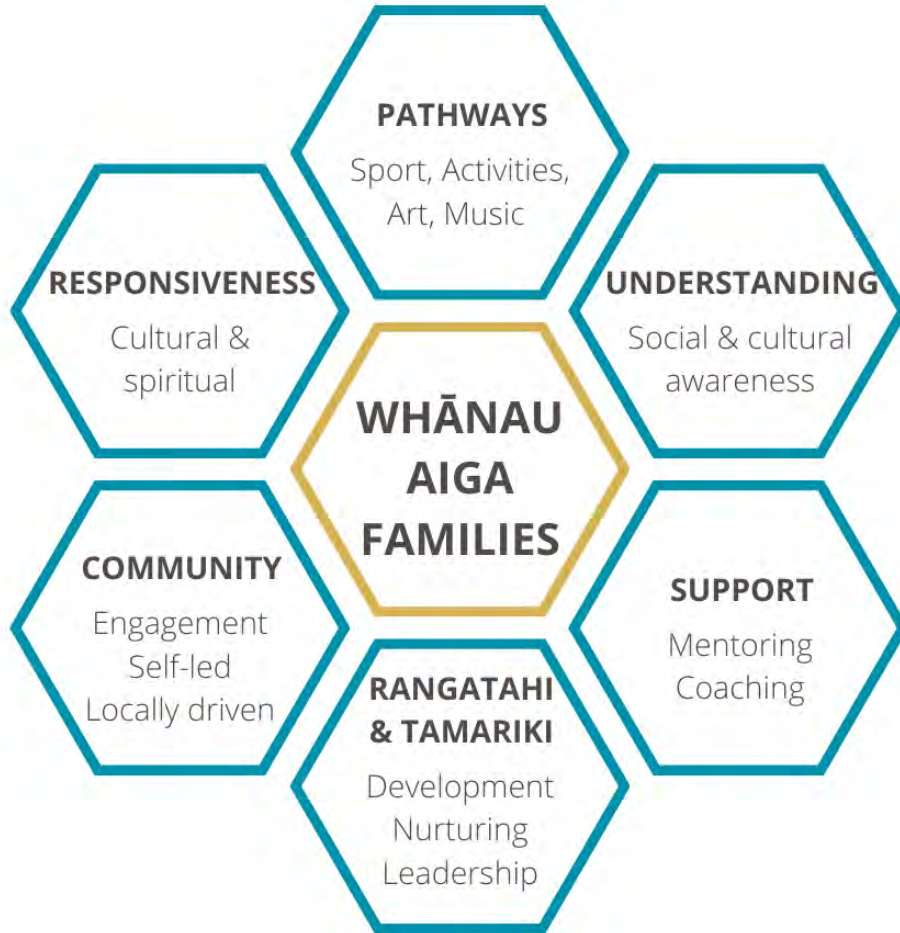 PATHWAYS
Sport, Activities,
Art, Music
RESPONSIVENESS
Cultural &
spiritual
UNDERSTANDING
Social & cultural
awareness
WHĀNAU
AIGA
FAMILIES
COMMUNITY
Engagement
Self-led
Locally driven
SUPPORT
Mentoring
Coaching
RANGATAHI
& TAMARIKI
Development
Nurturing
Leadership